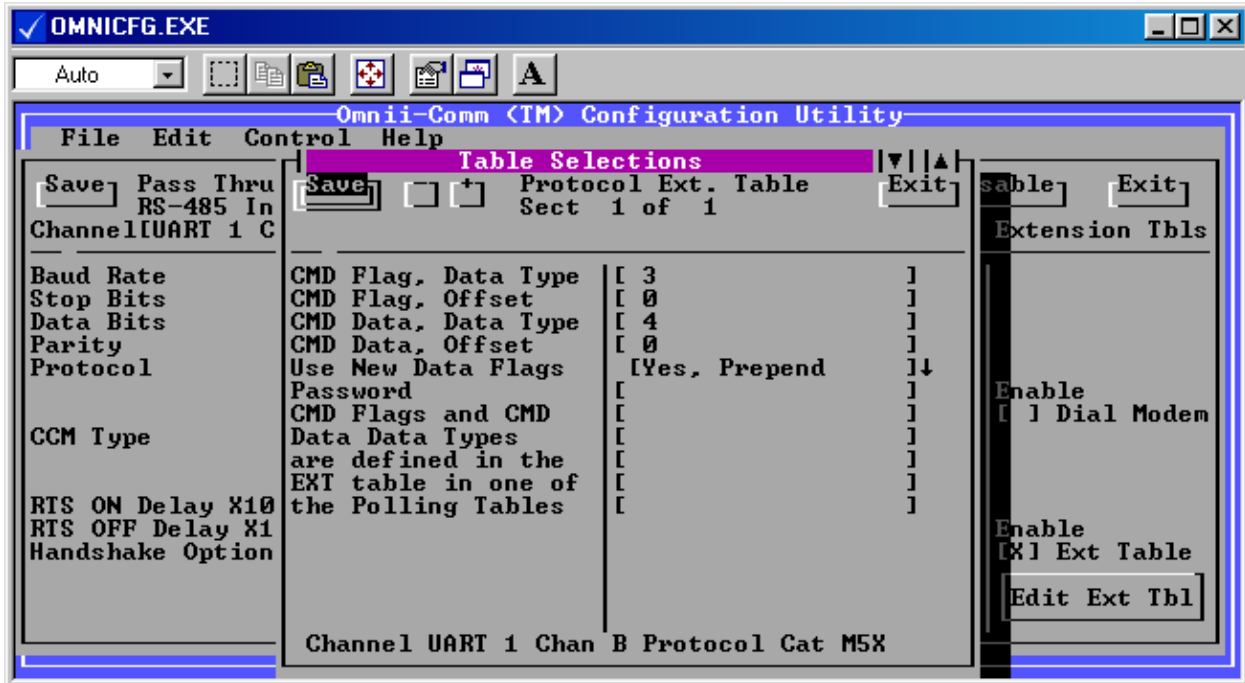 OMNICFG.EXE
Auto
A
Omnii-Comm (TM) Configuration Utility
File Edit Control Help
Table Selections
Save Pass Thru Save + Protocol Ext. Table Exit sable Exit
RS-485 In Sect 1 of 1
Channel[UART 1 C Extension Tbls
Baud Rate CMD Flag, Data Type [ 3 ]
Stop Bits CMD Flag, Offset [ 0 ]
Data Bits CMD Data, Data Type [ 4 ]
Parity CMD Data, Offset [ 0 ]
Protocol Use New Data Flags [Yes, Prepend ]↓
Password [ ] Enable
CMD Flags and CMD [ ] [ ] Dial Modem
CCM Type Data Data Types [ ]
are defined in the [ ]
EXT table in one of [ ]
RTS ON Delay X10 the Polling Tables [ ]
RTS OFF Delay X1 Enable
Handshake Option [X] Ext Table
Edit Ext Tbl
Channel UART 1 Chan B Protocol Cat M5X